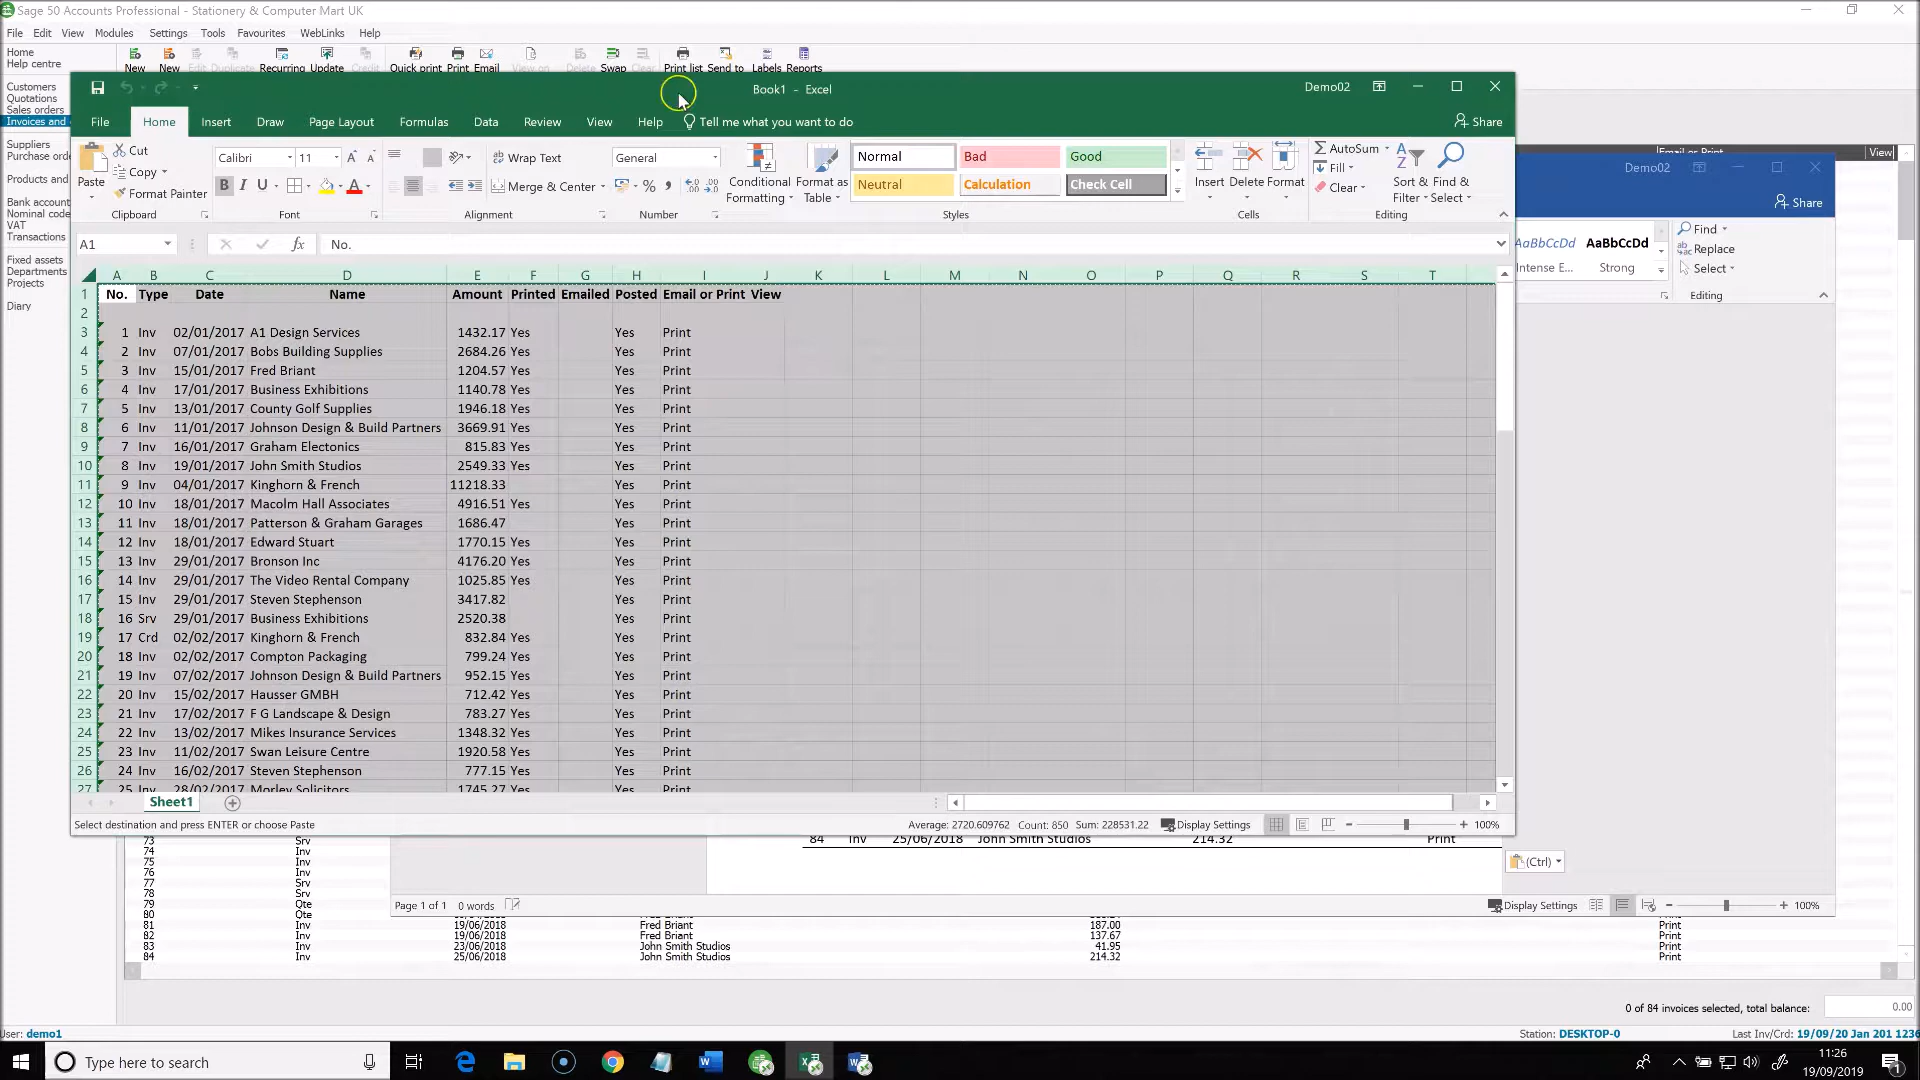 Sage 50 Accounts Professional - Stationery & Computer Mart UK
File Edit View Modules Settings Tools Favourites WebLinks Help
Home
Help centre
New New Edit Duplicate Recurring Update Credit Quick print Print Email View on Delete Swap Clear Print list Send to Labels Reports
Customers
Quotations
Sales orders
Invoices and
Suppliers
Purchase ord
Products and
Bank account
Nominal code
VAT
Transactions
Fixed assets
Departments
Projects
Diary
Book1 - Excel
Demo02
File Home Insert Draw Page Layout Formulas Data Review View Help Tell me what you want to do Share
Paste Cut
Copy
Format Painter
Clipboard
Calibri 11
B I U
Font
Wrap Text
Merge & Center
Alignment
General
Number
Conditional Formatting
Format as Table
Normal Bad Good
Neutral Calculation Check Cell
Styles
Insert Delete Format
Cells
AutoSum
Fill
Clear
Sort & Filter
Find & Select
Editing
A1 fx No.
A B C D E F G H I J K L M N O P Q R S T
1 No. Type Date Name Amount Printed Emailed Posted Email or Print View
2
3 1 Inv 02/01/2017 A1 Design Services 1432.17 Yes Yes Print
4 2 Inv 07/01/2017 Bobs Building Supplies 2684.26 Yes Yes Print
5 3 Inv 15/01/2017 Fred Briant 1204.57 Yes Yes Print
6 4 Inv 17/01/2017 Business Exhibitions 1140.78 Yes Yes Print
7 5 Inv 13/01/2017 County Golf Supplies 1946.18 Yes Yes Print
8 6 Inv 11/01/2017 Johnson Design & Build Partners 3669.91 Yes Yes Print
9 7 Inv 16/01/2017 Graham Electonics 815.83 Yes Yes Print
10 8 Inv 19/01/2017 John Smith Studios 2549.33 Yes Yes Print
11 9 Inv 04/01/2017 Kinghorn & French 11218.33 Yes Print
12 10 Inv 18/01/2017 Macolm Hall Associates 4916.51 Yes Yes Print
13 11 Inv 18/01/2017 Patterson & Graham Garages 1686.47 Yes Print
14 12 Inv 18/01/2017 Edward Stuart 1770.15 Yes Yes Print
15 13 Inv 29/01/2017 Bronson Inc 4176.20 Yes Yes Print
16 14 Inv 29/01/2017 The Video Rental Company 1025.85 Yes Yes Print
17 15 Inv 29/01/2017 Steven Stephenson 3417.82 Yes Print
18 16 Srv 29/01/2017 Business Exhibitions 2520.38 Yes Print
19 17 Crd 02/02/2017 Kinghorn & French 832.84 Yes Yes Print
20 18 Inv 02/02/2017 Compton Packaging 799.24 Yes Yes Print
21 19 Inv 07/02/2017 Johnson Design & Build Partners 952.15 Yes Yes Print
22 20 Inv 15/02/2017 Hausser GMBH 712.42 Yes Yes Print
23 21 Inv 17/02/2017 F G Landscape & Design 783.27 Yes Yes Print
24 22 Inv 13/02/2017 Mikes Insurance Services 1348.32 Yes Yes Print
25 23 Inv 11/02/2017 Swan Leisure Centre 1920.58 Yes Yes Print
26 24 Inv 16/02/2017 Steven Stephenson 777.15 Yes Yes Print
27 25 Inv 28/02/2017 Morley Solicitors 1745.27 Yes Yes Print
Sheet1
Select destination and press ENTER or choose Paste Average: 2720.609762 Count: 850 Sum: 228531.22 Display Settings 100%
Email or Print View
Demo02
Share
AaBbCcDd AaBbCcDd
Intense E... Strong
Find
Replace
Select
Editing
84 Inv 25/06/2018 John Smith Studios 214.32 Print
(Ctrl)
Page 1 of 1 0 words Display Settings 100%
73 Srv
74 Inv
75 Inv
76 Inv
77 Srv
78 Srv
79 Qte
80 Qte
81 Inv 19/06/2018 Fred Briant 187.00 Print
82 Inv 19/06/2018 Fred Briant 137.67 Print
83 Inv 23/06/2018 John Smith Studios 41.95 Print
84 Inv 25/06/2018 John Smith Studios 214.32 Print
0 of 84 invoices selected, total balance: 0.00
User: demo1 Station: DESKTOP-0 Last Inv/Crd: 19/09/20 Jan 201 1236
Type here to search
11:26
19/09/2019
1